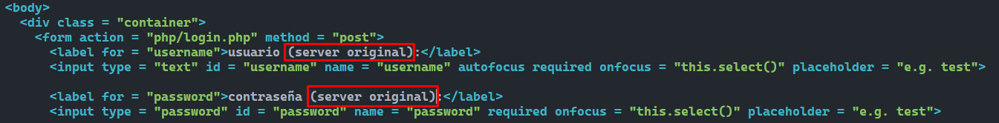 <body>
<div class = "container">
<form action = "php/login.php" method = "post">
<label for = "username">usuario (server original):</label>
<input type = "text" id = "username" name = "username" autofocus required onfocus = "this.select()" placeholder = "e.g. test">
<label for = "password">contraseña (server original):</label>
<input type = "password" id = "password" name = "password" required onfocus = "this.select()" placeholder = "e.g. test">